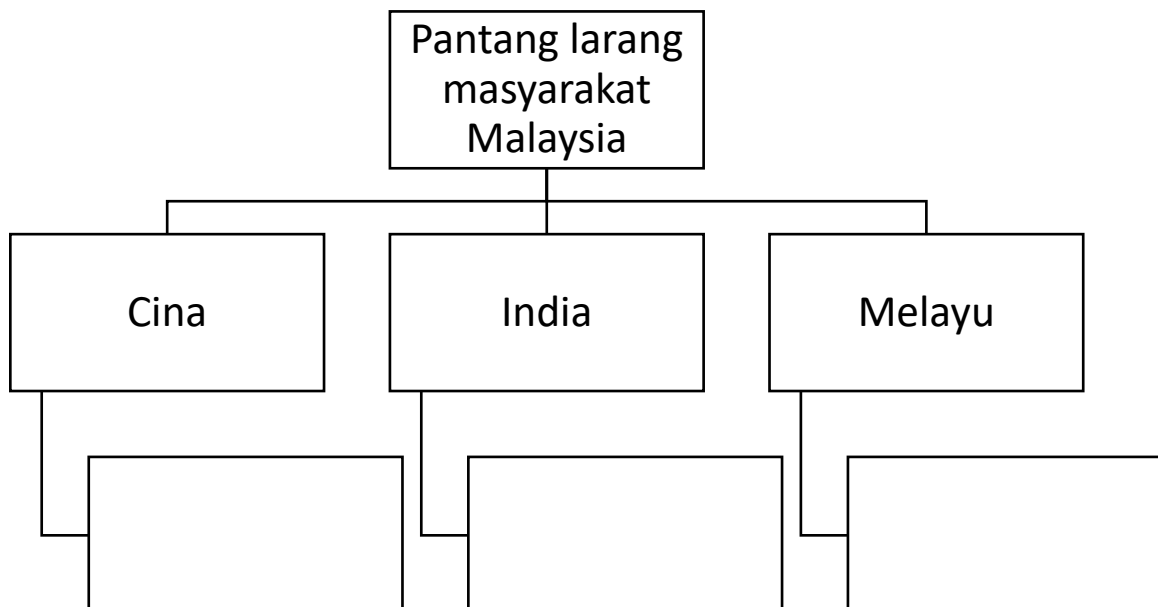 Pantang larang
masyarakat
Malaysia
Cina
India
Melayu